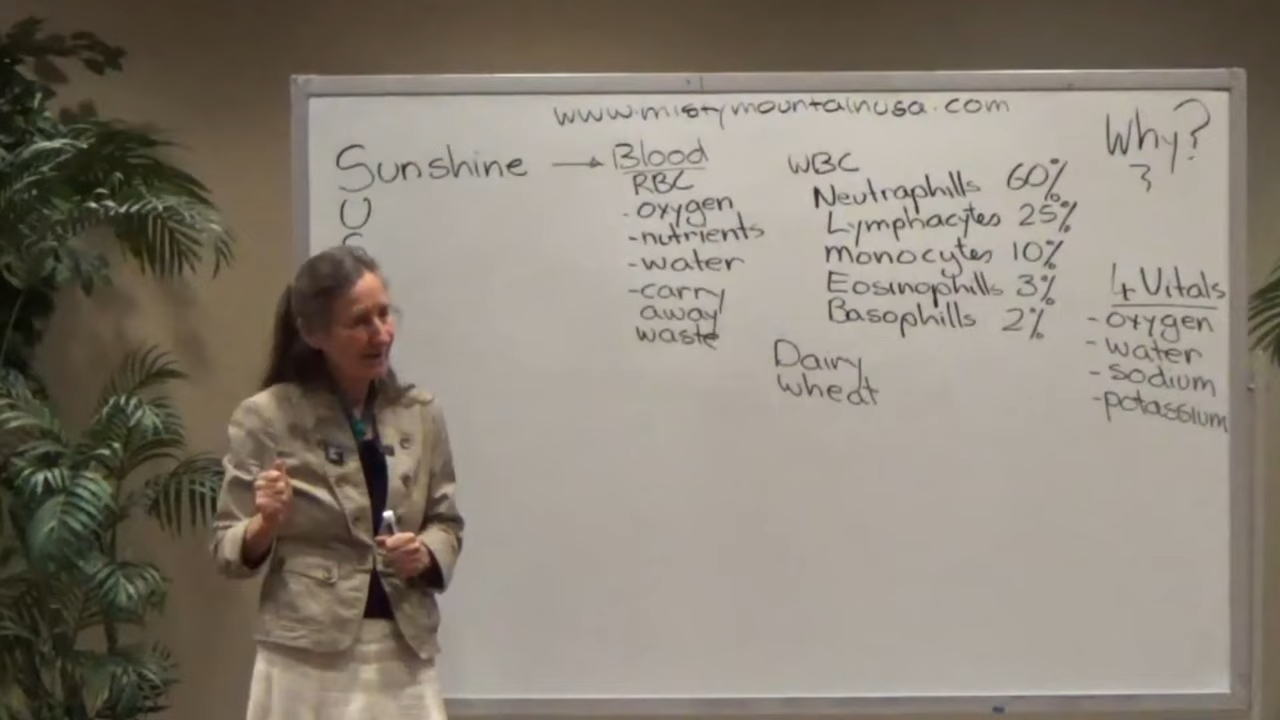 www.mistymountainusa.com
Sunshine → Blood
U
RBC
- oxygen
- nutrients
- water
- carry
away
waste
WBC
Neutraphills 60%
Lymphacytes 25%
monocytes 10%
Eosinophills 3%
Basophills 2%
Dairy
wheat
Why?
3
4 Vitals
- oxygen
- water
- sodium
- potassium